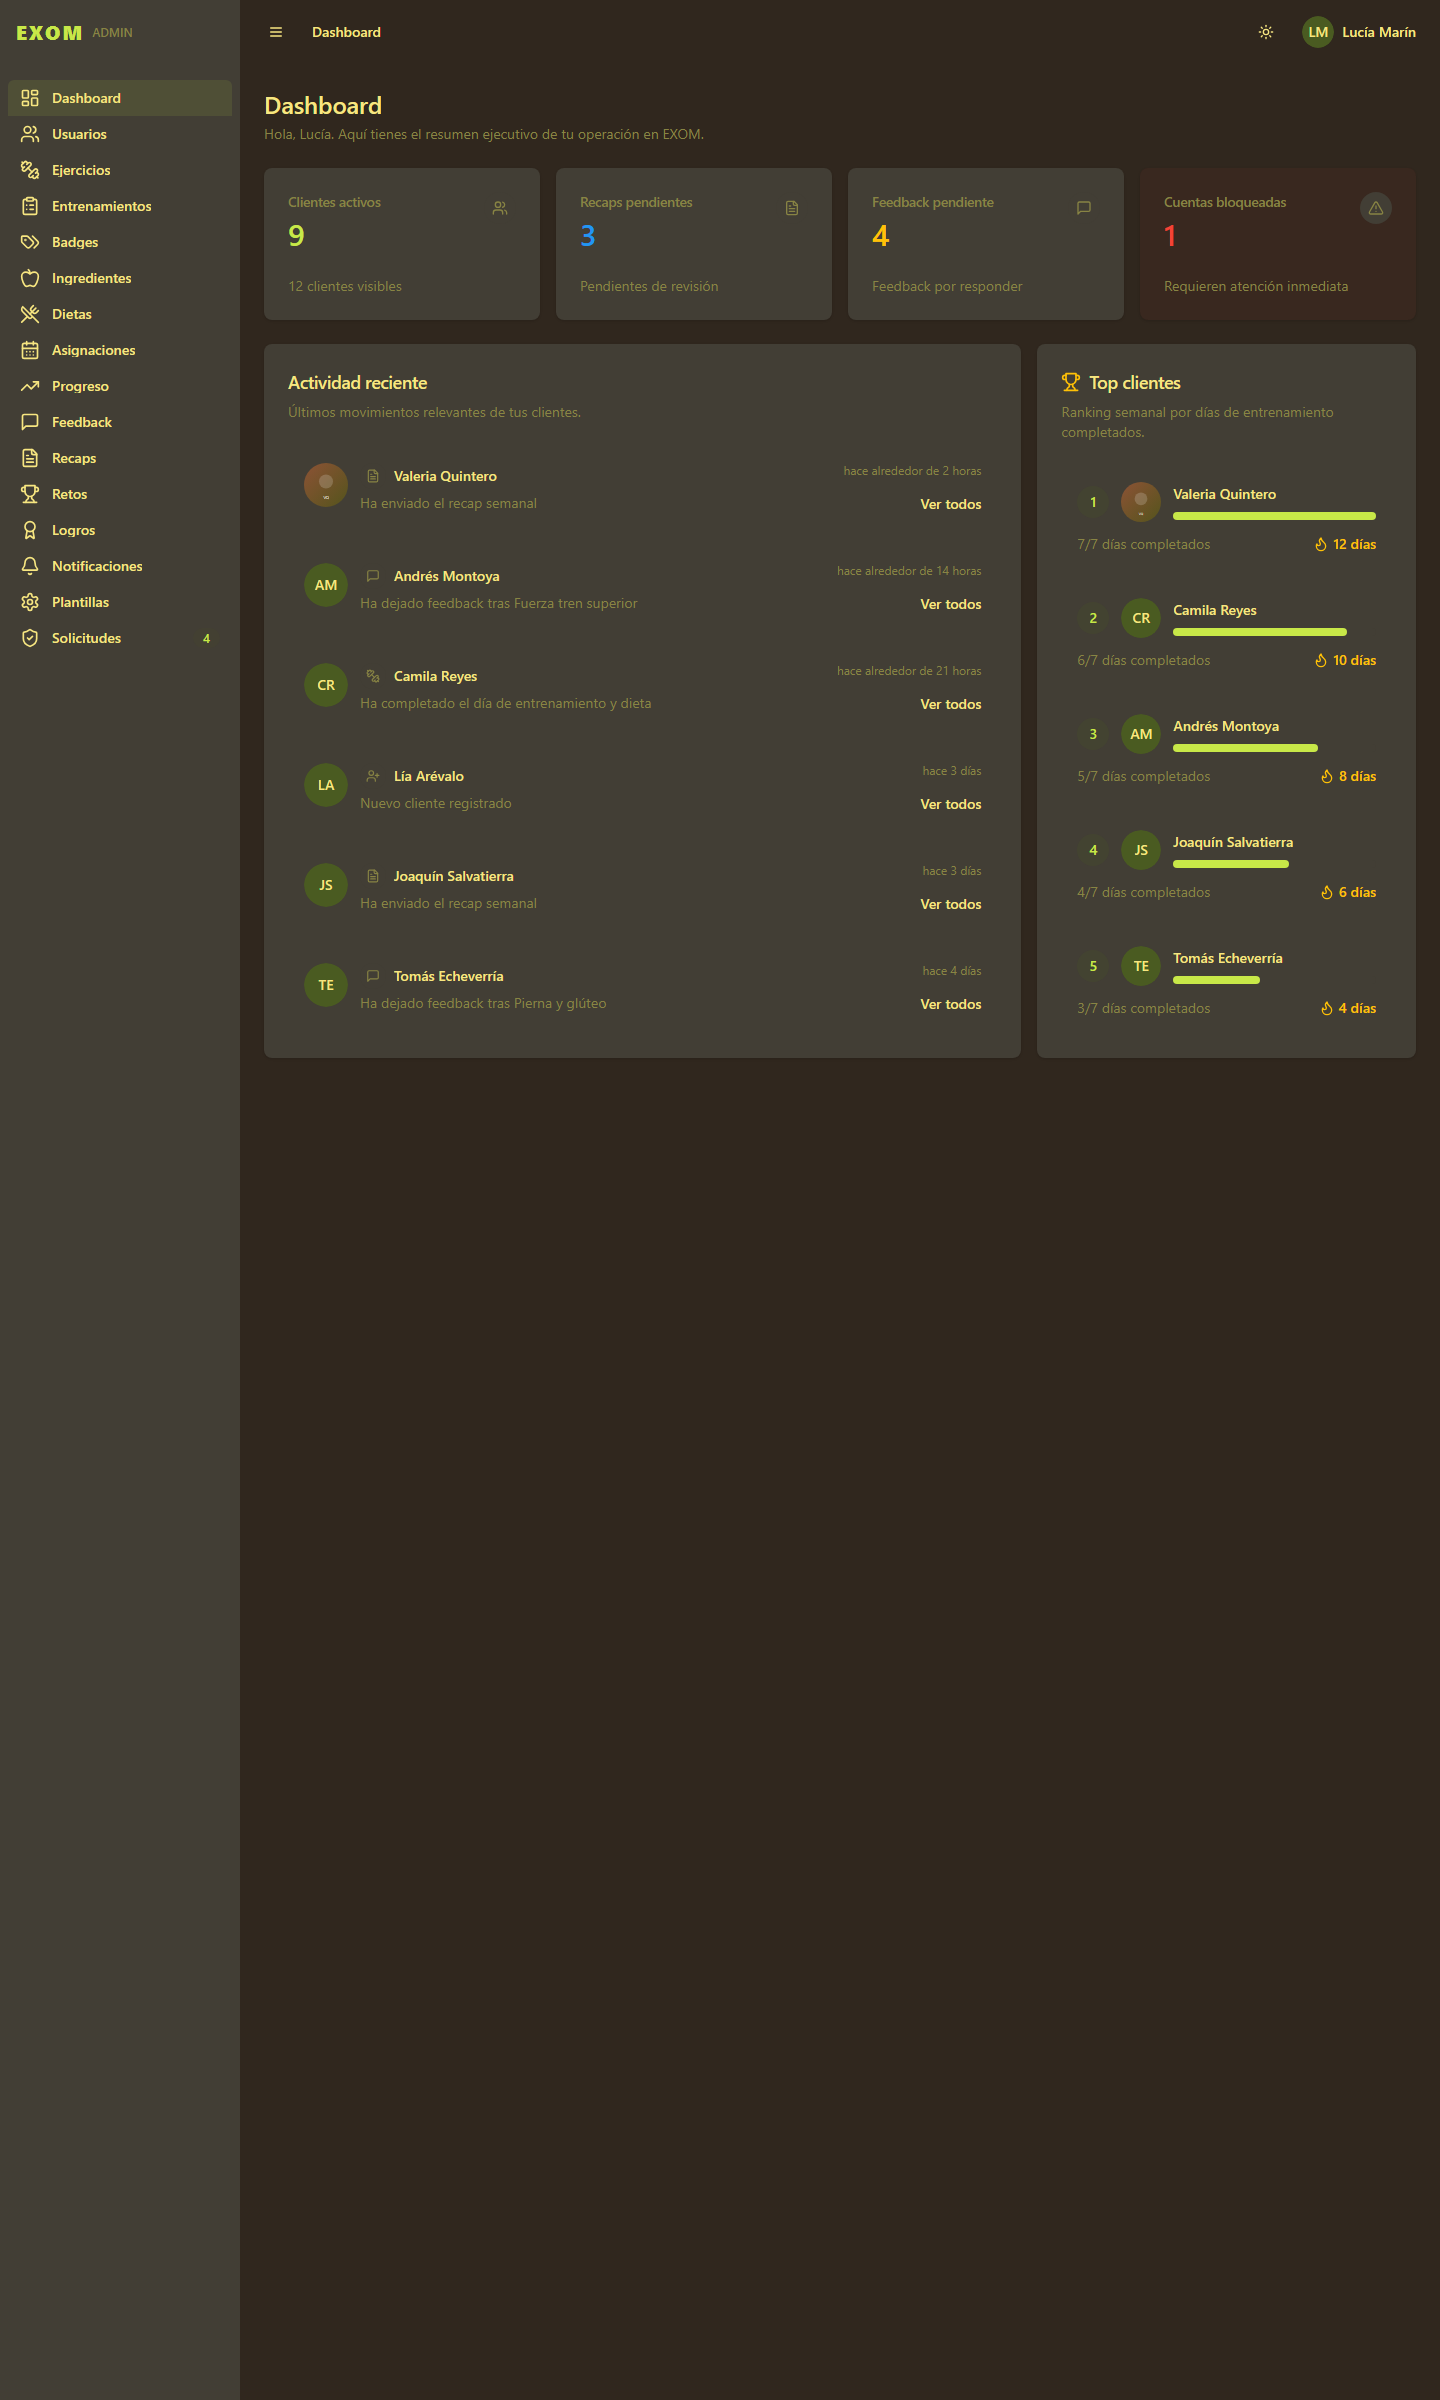 EXOM ADMIN
Dashboard
Usuarios
Ejercicios
Entrenamientos
Badges
Ingredientes
Dietas
Asignaciones
Progreso
Feedback
Recaps
Retos
Logros
Notificaciones
Plantillas
Solicitudes 4
Dashboard
LM Lucía Marín
Dashboard
Hola, Lucía. Aquí tienes el resumen ejecutivo de tu operación en EXOM.
Clientes activos
9
12 clientes visibles
Recaps pendientes
3
Pendientes de revisión
Feedback pendiente
4
Feedback por responder
Cuentas bloqueadas
1
Requieren atención inmediata
Actividad reciente
Últimos movimientos relevantes de tus clientes.
Valeria Quintero
hace alrededor de 2 horas
Ha enviado el recap semanal
Ver todos
AM
Andrés Montoya
hace alrededor de 14 horas
Ha dejado feedback tras Fuerza tren superior
Ver todos
CR
Camila Reyes
hace alrededor de 21 horas
Ha completado el día de entrenamiento y dieta
Ver todos
LA
Lía Arévalo
hace 3 días
Nuevo cliente registrado
Ver todos
JS
Joaquín Salvatierra
hace 3 días
Ha enviado el recap semanal
Ver todos
TE
Tomás Echeverría
hace 4 días
Ha dejado feedback tras Pierna y glúteo
Ver todos
Top clientes
Ranking semanal por días de entrenamiento
completados.
1
Valeria Quintero
7/7 días completados
12 días
2
CR
Camila Reyes
6/7 días completados
10 días
3
AM
Andrés Montoya
5/7 días completados
8 días
4
JS
Joaquín Salvatierra
4/7 días completados
6 días
5
TE
Tomás Echeverría
3/7 días completados
4 días